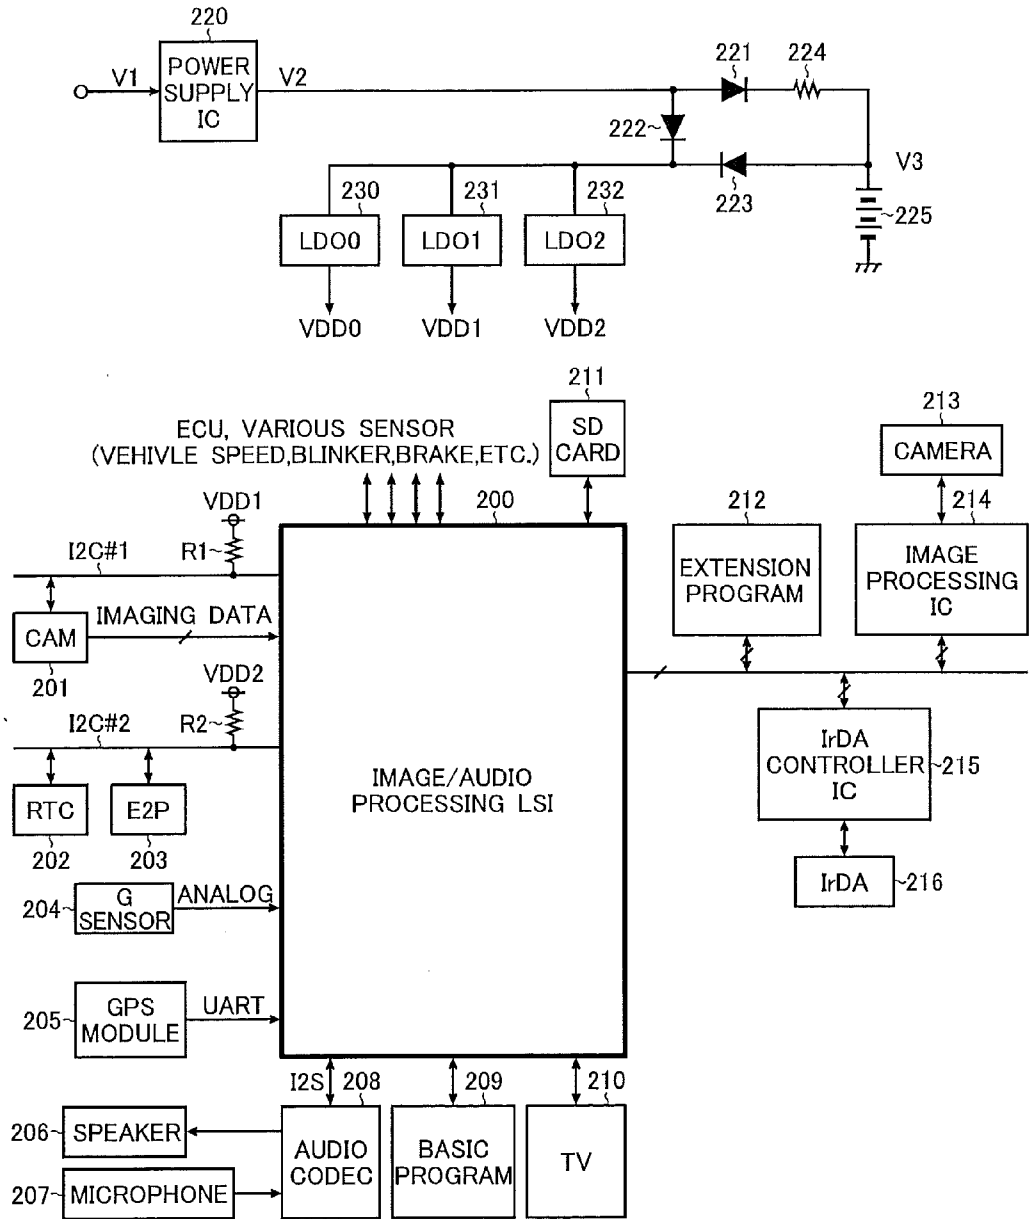 220
POWER
SUPPLY
IC
V1
V2
221
224
222
223
V3
225
230
231
232
LDO0
LDO1
LDO2
VDD0
VDD1
VDD2
ECU, VARIOUS SENSOR
(VEHIVLE SPEED,BLINKER,BRAKE,ETC.)
211
SD
CARD
213
CAMERA
VDD1
200
212
214
I2C#1
R1
EXTENSION
PROGRAM
IMAGE
PROCESSING
IC
IMAGING DATA
CAM
201
VDD2
I2C#2
R2
RTC
E2P
202
203
IMAGE/AUDIO
PROCESSING LSI
IrDA
CONTROLLER
IC
215
IrDA
216
204
G
SENSOR
ANALOG
205
GPS
MODULE
UART
I2S
208
209
210
206
SPEAKER
207
MICROPHONE
AUDIO
CODEC
BASIC
PROGRAM
TV